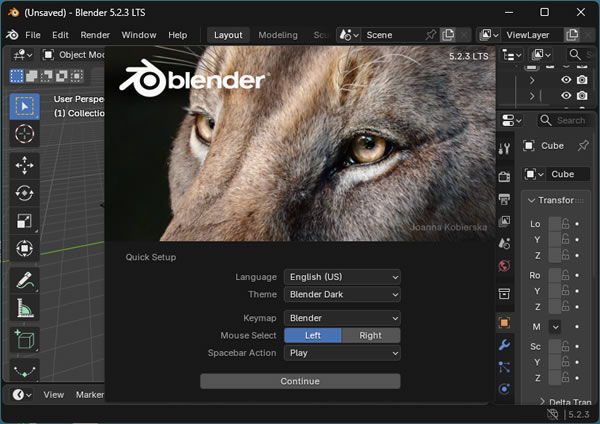 (Unsaved) - Blender 5.2.3 LTS
File Edit Render Window Help Layout Modeling Sc Scene ViewLayer
Object Mod
User Perspe
(1) Collectio
5.2.3 LTS
blender
Joanna Kobierska
Quick Setup
Language English (US)
Theme Blender Dark
Keymap Blender
Mouse Select Left Right
Spacebar Action Play
Continue
Search
Cube
Cube
Transfor
Lo
Y
Z
Ro
Y
Z
M
Sc
Y
Z
Delta Tran
View Marker
5.2.3